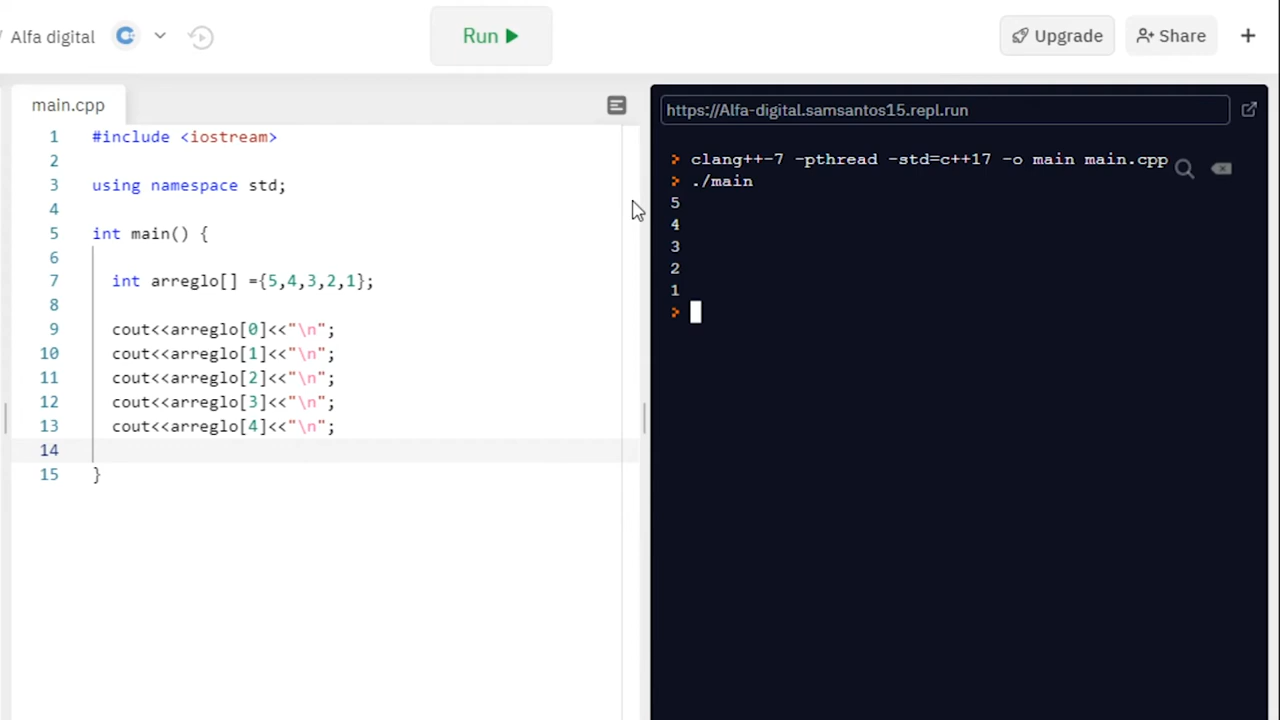 / Alfa digital
Run
Upgrade
Share
+
main.cpp
1 #include <iostream>
2
3 using namespace std;
4
5 int main() {
6
7 int arreglo[] ={5,4,3,2,1};
8
9 cout<<arreglo[0]<<"\n";
10 cout<<arreglo[1]<<"\n";
11 cout<<arreglo[2]<<"\n";
12 cout<<arreglo[3]<<"\n";
13 cout<<arreglo[4]<<"\n";
14
15 }
https://Alfa-digital.samsantos15.repl.run
> clang++-7 -pthread -std=c++17 -o main main.cpp
> ./main
5
4
3
2
1
>